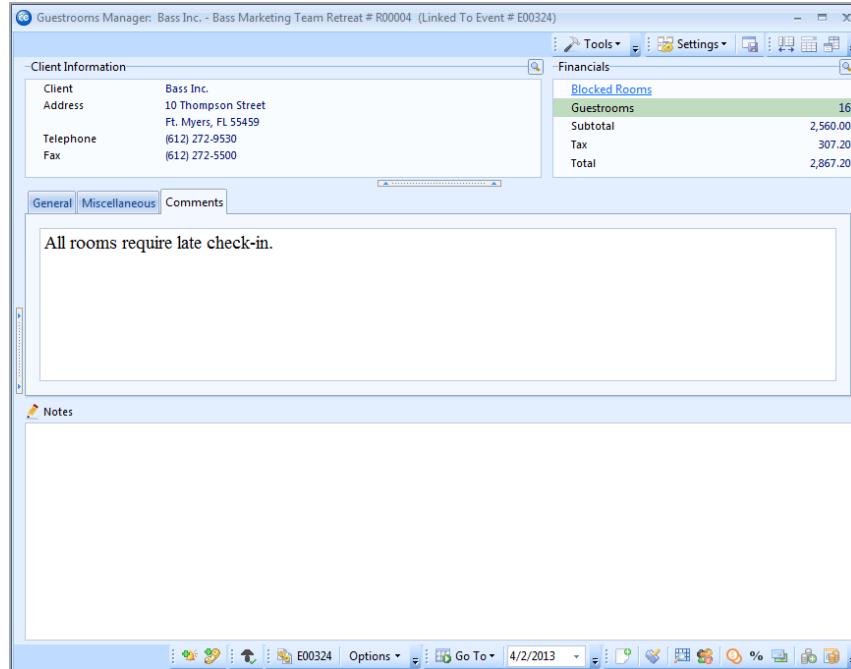 Guestrooms Manager: Bass Inc. - Bass Marketing Team Retreat # R00004 (Linked To Event # E00324)
Tools Settings
Client Information
Client Bass Inc.
Address 10 Thompson Street
Ft. Myers, FL 55459
Telephone (612) 272-9530
Fax (612) 272-5500
Financials
Blocked Rooms
Guestrooms 16
Subtotal 2,560.00
Tax 307.20
Total 2,867.20
General Miscellaneous Comments
All rooms require late check-in.
Notes
E00324 Options Go To 4/2/2013 %